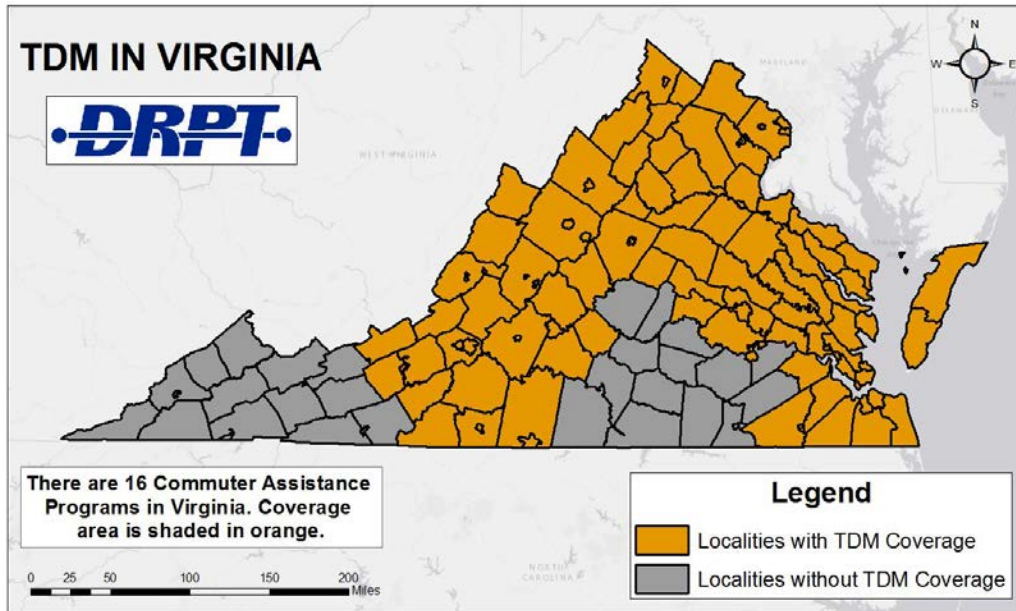 TDM IN VIRGINIA
DRPT
N
W
E
S
MARYLAND
DELAWARE
WEST VIRGINIA
There are 16 Commuter Assistance
Programs in Virginia. Coverage
area is shaded in orange.
0 25 50 100 150 200
Miles
NORTH
CAROLINA
Legend
Localities with TDM Coverage
Localities without TDM Coverage